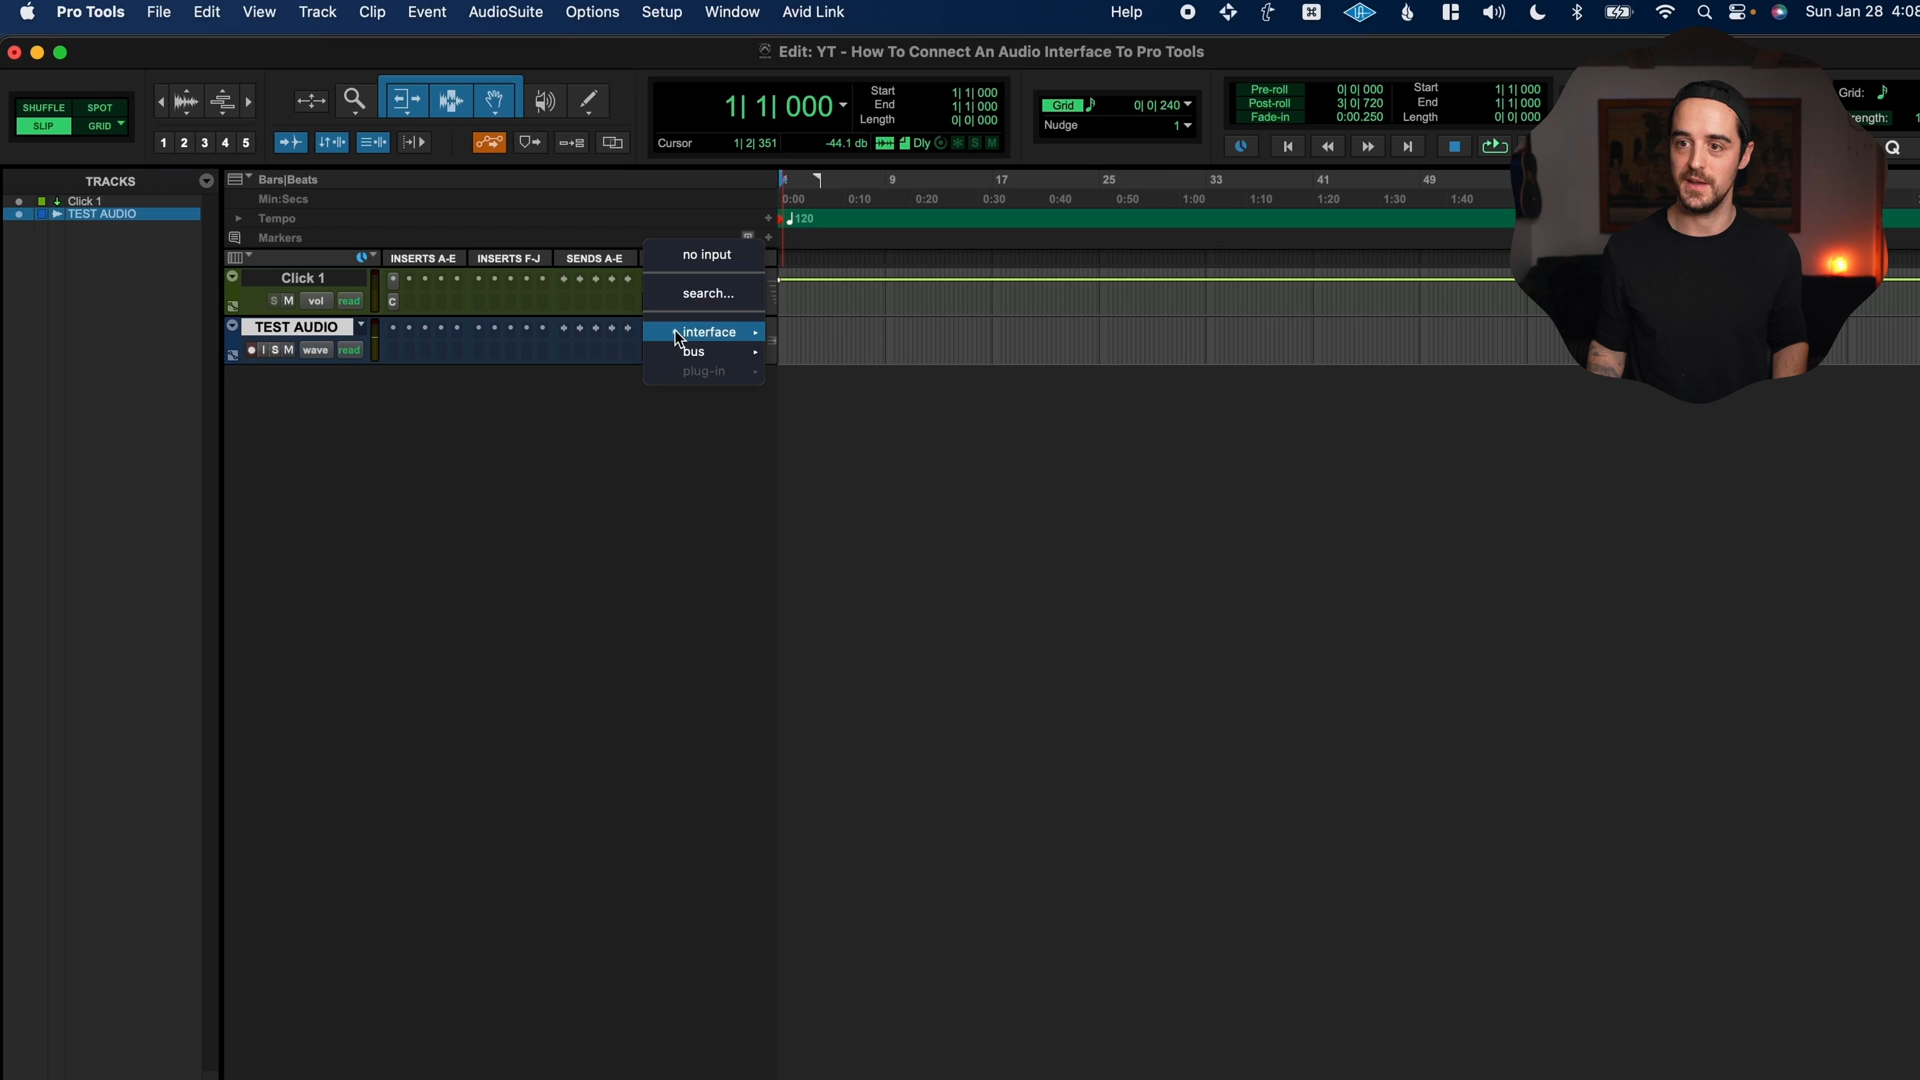 Pro Tools File Edit View Track Clip Event AudioSuite Options Setup Window Avid Link Help Sun Jan 28 4:08
Edit: YT - How To Connect An Audio Interface To Pro Tools
SHUFFLE SPOT
SLIP GRID
1 2 3 4 5
1| 1| 000
Start 1| 1| 000
End 1| 1| 000
Length 0| 0| 000
Cursor 1| 2| 351 -44.1 db Dly S M
Grid 0| 0| 240
Nudge 1
Pre-roll 0| 0| 000
Post-roll 3| 0| 720
Fade-in 0:00.250
Start 1| 1| 000
End 1| 1| 000
Length 0| 0| 000
Grid:
Q
TRACKS
Click 1
TEST AUDIO
Bars|Beats 9 17 25 33 41 49
Min:Secs 0:00 0:10 0:20 0:30 0:40 0:50 1:00 1:10 1:20 1:30 1:40
Tempo 120
Markers
INSERTS A-E INSERTS F-J SENDS A-E
Click 1
S M vol read C
TEST AUDIO
I S M wave read
no input
search...
interface
bus
plug-in